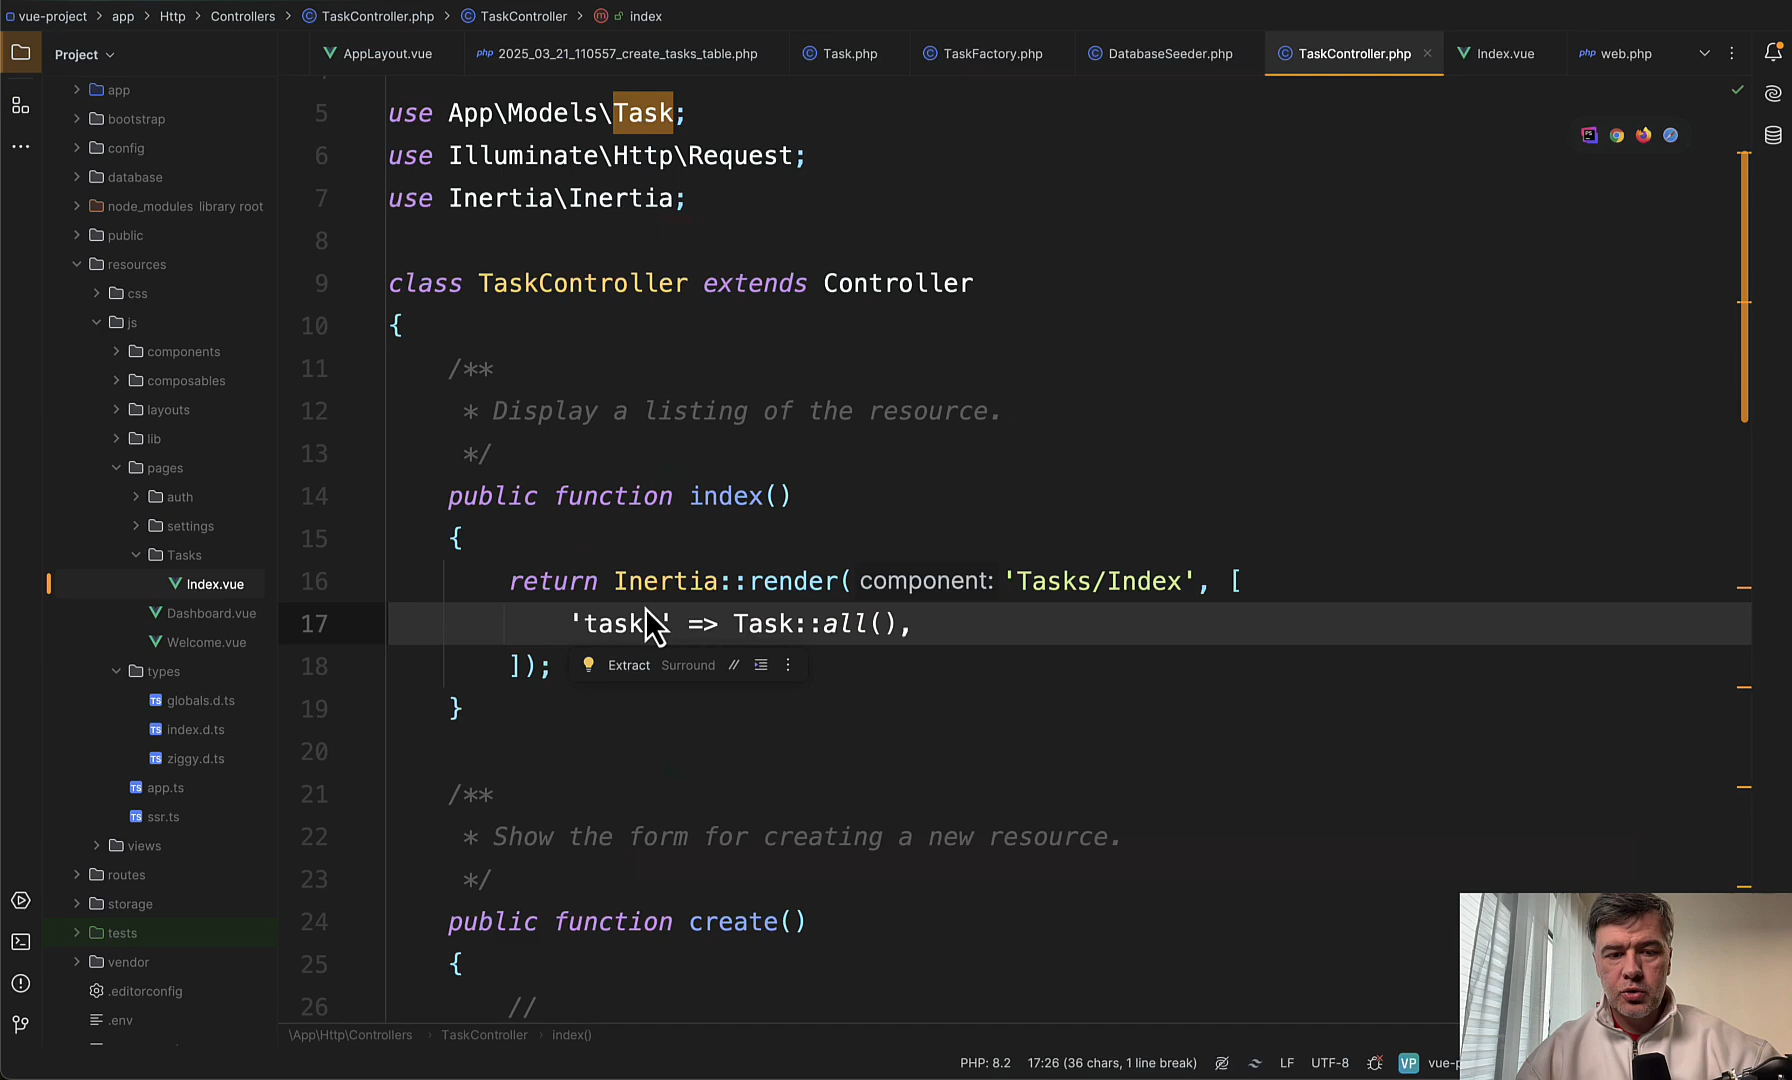 vue-project > app > Http > Controllers > TaskController.php > TaskController > index
Project
AppLayout.vue
2025_03_21_110557_create_tasks_table.php
Task.php
TaskFactory.php
DatabaseSeeder.php
TaskController.php
Index.vue
web.php
app
bootstrap
config
database
node_modules library root
public
resources
css
js
components
composables
layouts
lib
pages
auth
settings
Tasks
Index.vue
Dashboard.vue
Welcome.vue
types
globals.d.ts
index.d.ts
ziggy.d.ts
app.ts
ssr.ts
views
routes
storage
tests
vendor
.editorconfig
.env
5 use App\Models\Task;
6 use Illuminate\Http\Request;
7 use Inertia\Inertia;
8
9 class TaskController extends Controller
10 {
11 /**
12 * Display a listing of the resource.
13 */
14 public function index()
15 {
16 return Inertia::render( component: 'Tasks/Index', [
17 'task ' => Task::all(),
18 ]);
Extract Surround //
19 }
20
21 /**
22 * Show the form for creating a new resource.
23 */
24 public function create()
25 {
26 //
\App\Http\Controllers > TaskController > index()
PHP: 8.2 17:26 (36 chars, 1 line break) LF UTF-8 VP vue-p